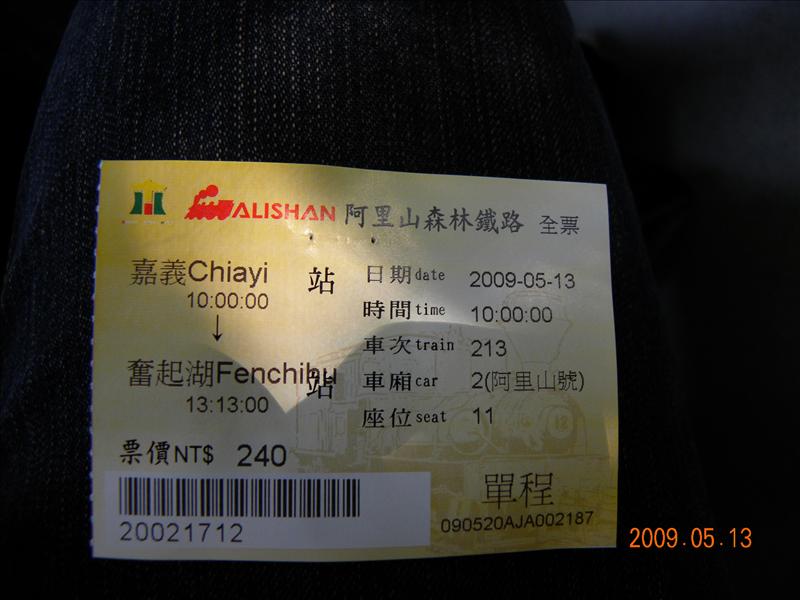 ALISHAN 阿里山森林鐵路 全票
嘉義Chiayi 站
10:00:00
↓
奮起湖Fenchihu站
13:13:00
日期date 2009-05-13
時間time 10:00:00
車次train 213
車廂car 2(阿里山號)
座位seat 11
票價NT$ 240
20021712
單程
090520AJA002187
2009.05.13